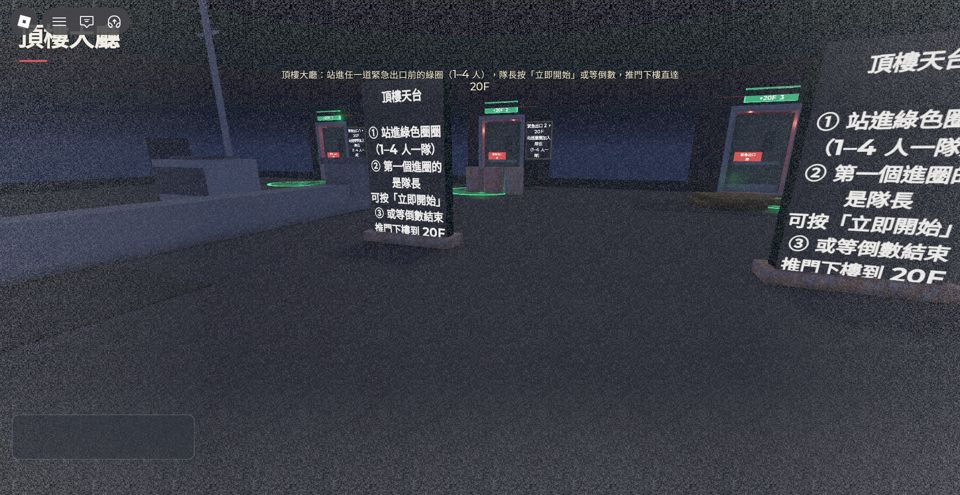 頂樓大廳
頂樓大廳：站進任一道緊急出口前的綠圈（1–4 人），隊長按「立即開始」或等倒數，推門下樓直達
20F
頂樓天台
① 站進綠色圈圈
（1–4 人一隊）
② 第一個進圈的
是隊長
可按「立即開始」
③ 或等倒數結束
推門下樓到 20F
頂樓天台
① 站進綠色圈
（1–4 人一隊
② 第一個進圈的
是隊長
可按「立即開始」
③ 或等倒數結束
推門下樓到 20F